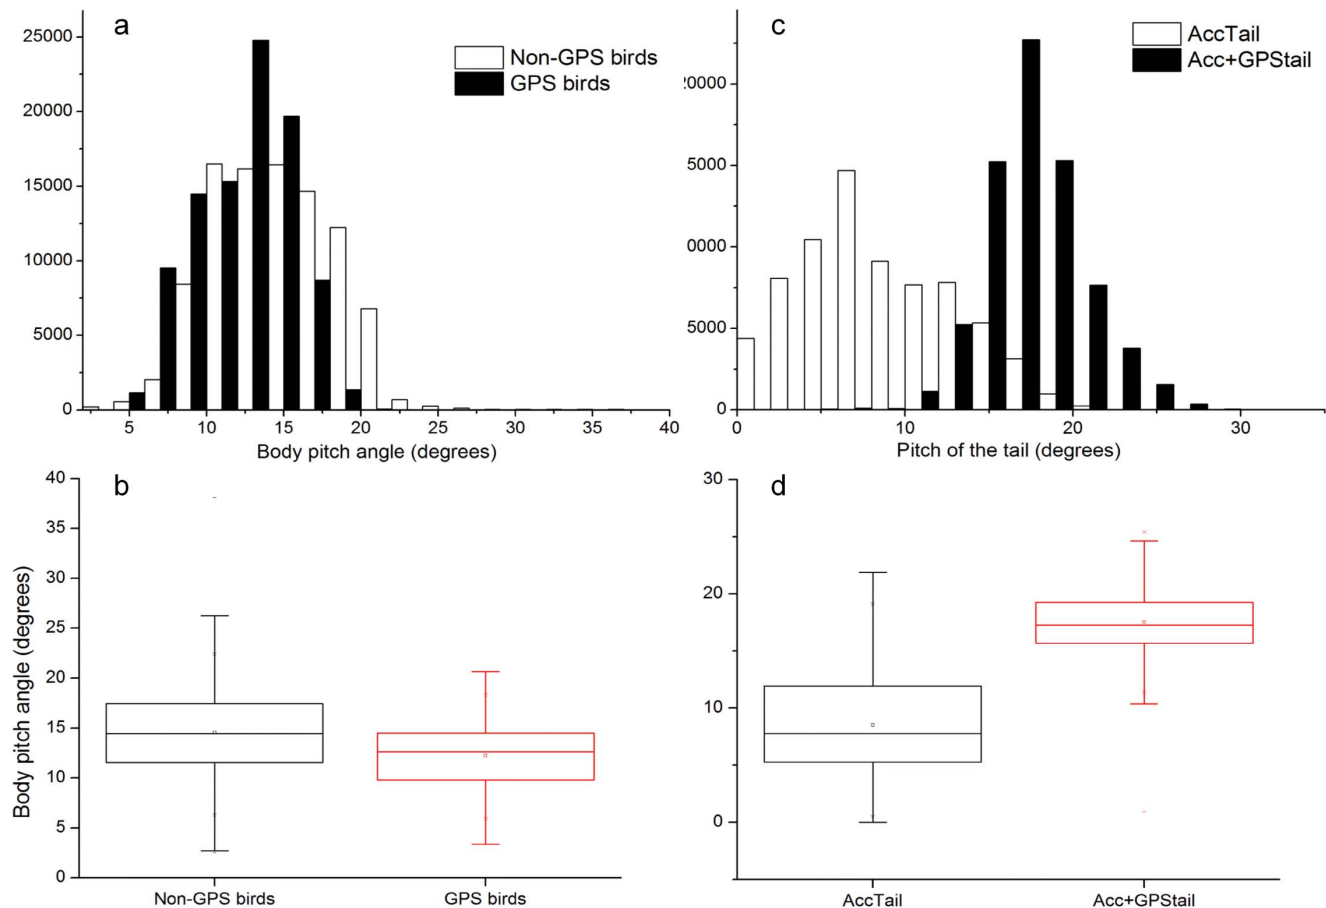 a
Non-GPS birds
GPS birds
25000
20000
15000
10000
5000
0
5 10 15 20 25 30 35 40
Body pitch angle (degrees)
c
AccTail
Acc+GPStail
0000
5000
0000
5000
0
0 10 20 30
Pitch of the tail (degrees)
b
Body pitch angle (degrees)
40
35
30
25
20
15
10
5
0
Non-GPS birds GPS birds
d
30
20
10
0
AccTail Acc+GPStail